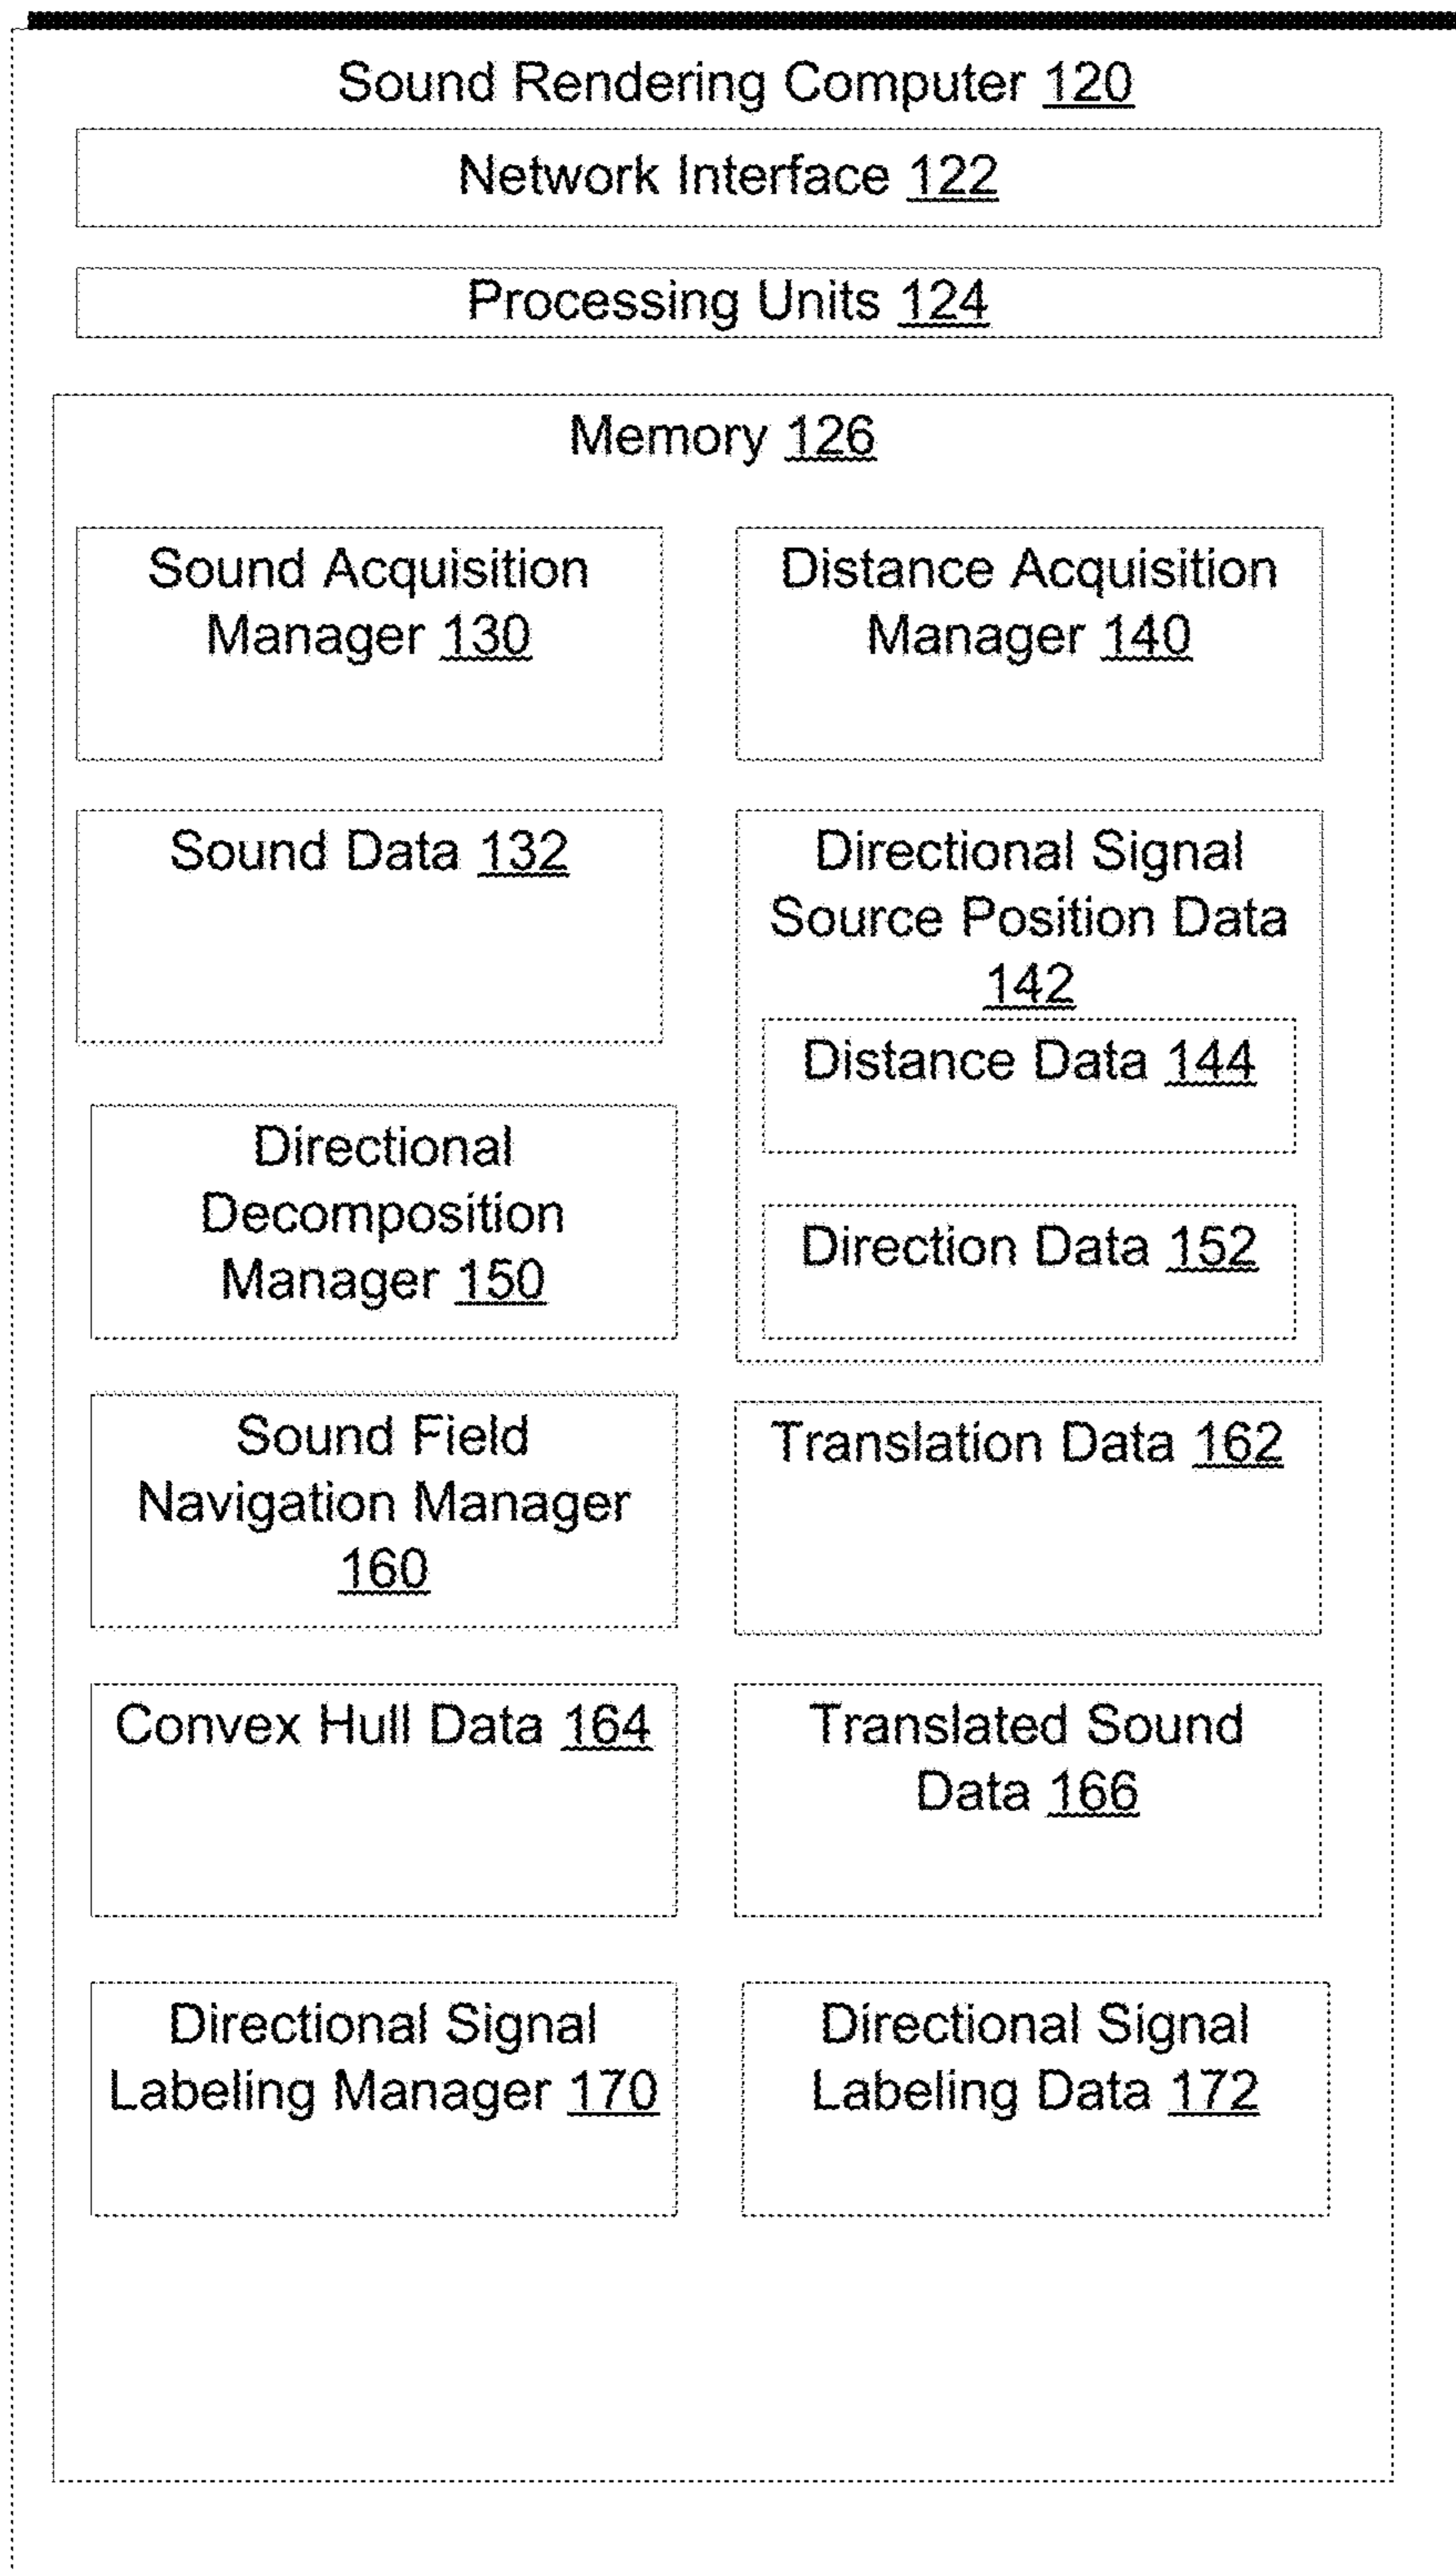 Sound Rendering Computer 120
Network Interface 122
Processing Units 124
Memory 126
Sound Acquisition
Manager 130
Distance Acquisition
Manager 140
Sound Data 132
Directional Signal
Source Position Data
142
Distance Data 144
Direction Data 152
Directional
Decomposition
Manager 150
Sound Field
Navigation Manager
160
Translation Data 162
Convex Hull Data 164
Translated Sound
Data 166
Directional Signal
Labeling Manager 170
Directional Signal
Labeling Data 172